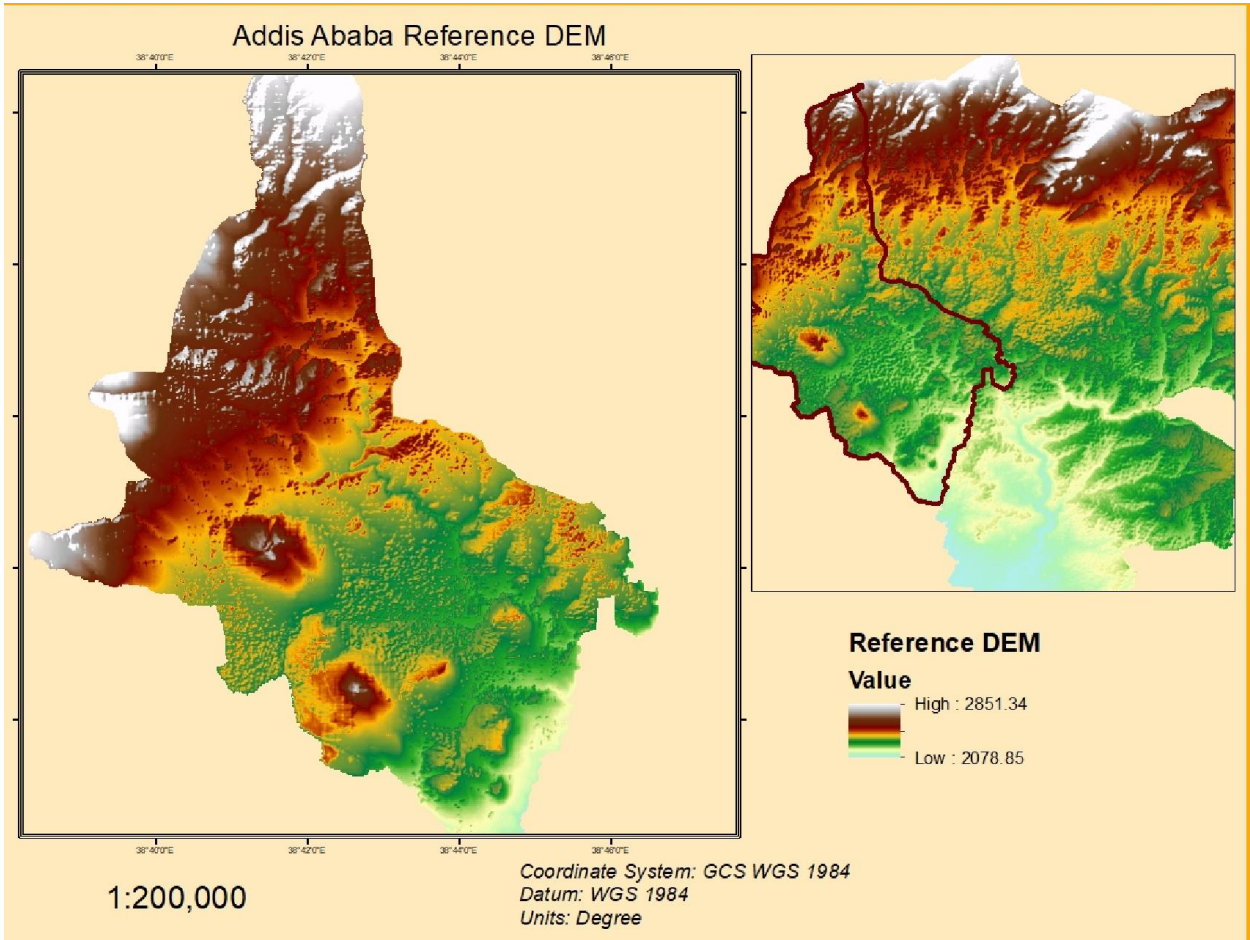 Addis Ababa Reference DEM
38°40'0"E 38°42'0"E 38°44'0"E 38°46'0"E
38°40'0"E 38°42'0"E 38°44'0"E 38°46'0"E
Reference DEM
Value
High : 2851.34
Low : 2078.85
1:200,000
Coordinate System: GCS WGS 1984
Datum: WGS 1984
Units: Degree